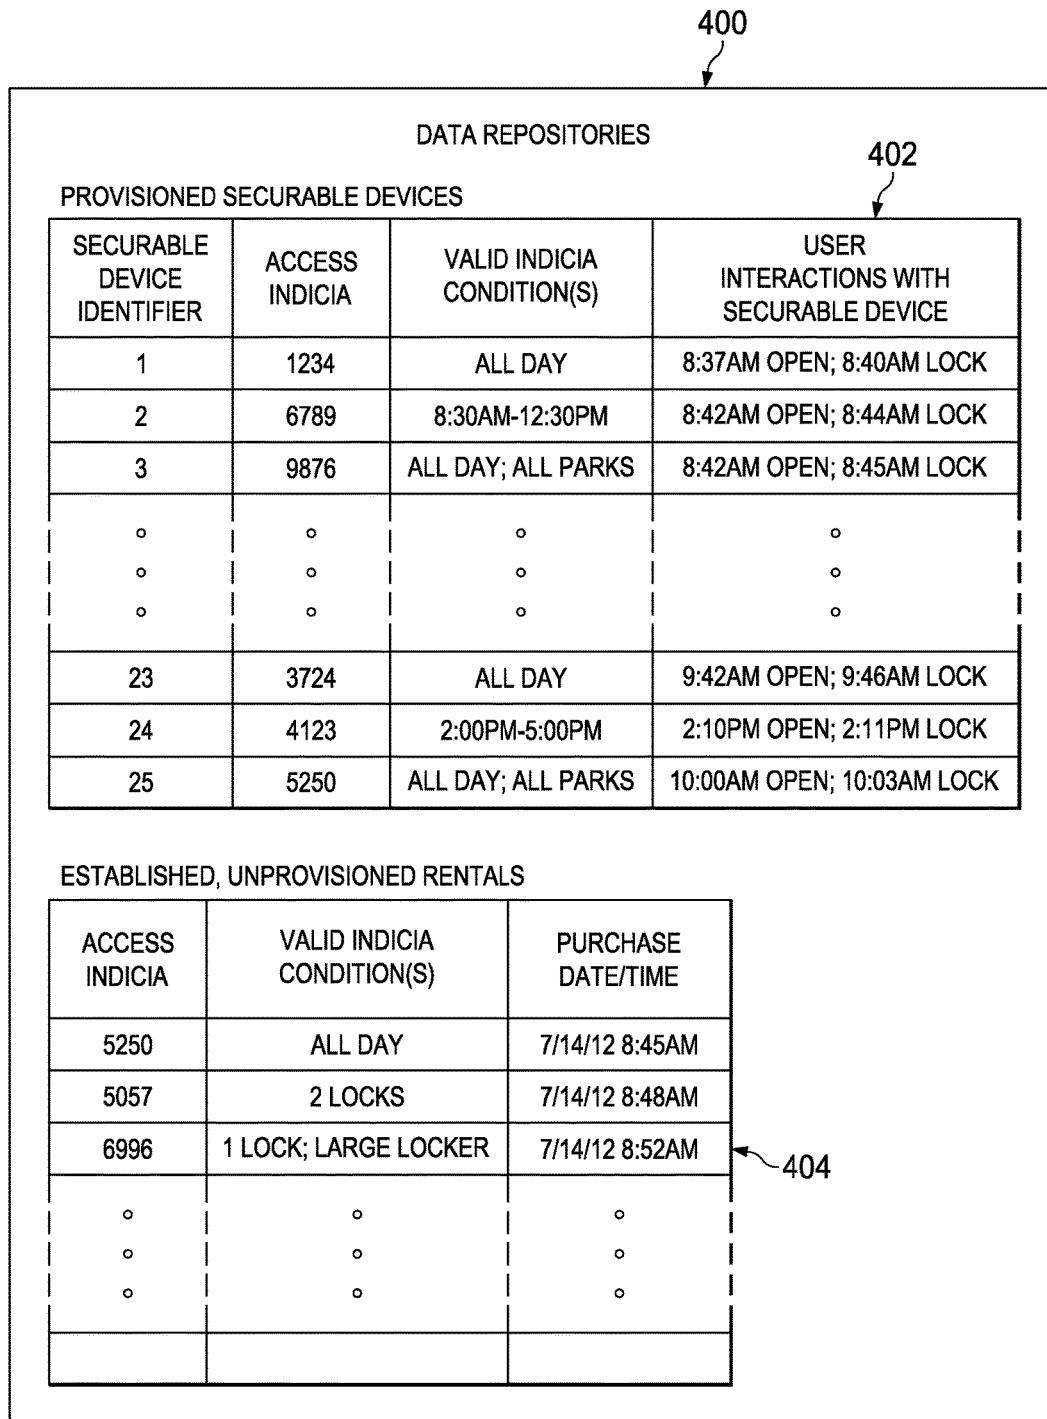 400
DATA REPOSITORIES
402
PROVISIONED SECURABLE DEVICES
SECURABLE DEVICE IDENTIFIER | ACCESS INDICIA | VALID INDICIA CONDITION(S) | USER INTERACTIONS WITH SECURABLE DEVICE
1 | 1234 | ALL DAY | 8:37AM OPEN; 8:40AM LOCK
2 | 6789 | 8:30AM-12:30PM | 8:42AM OPEN; 8:44AM LOCK
3 | 9876 | ALL DAY; ALL PARKS | 8:42AM OPEN; 8:45AM LOCK
23 | 3724 | ALL DAY | 9:42AM OPEN; 9:46AM LOCK
24 | 4123 | 2:00PM-5:00PM | 2:10PM OPEN; 2:11PM LOCK
25 | 5250 | ALL DAY; ALL PARKS | 10:00AM OPEN; 10:03AM LOCK
ESTABLISHED, UNPROVISIONED RENTALS
ACCESS INDICIA | VALID INDICIA CONDITION(S) | PURCHASE DATE/TIME
5250 | ALL DAY | 7/14/12 8:45AM
5057 | 2 LOCKS | 7/14/12 8:48AM
6996 | 1 LOCK; LARGE LOCKER | 7/14/12 8:52AM
404